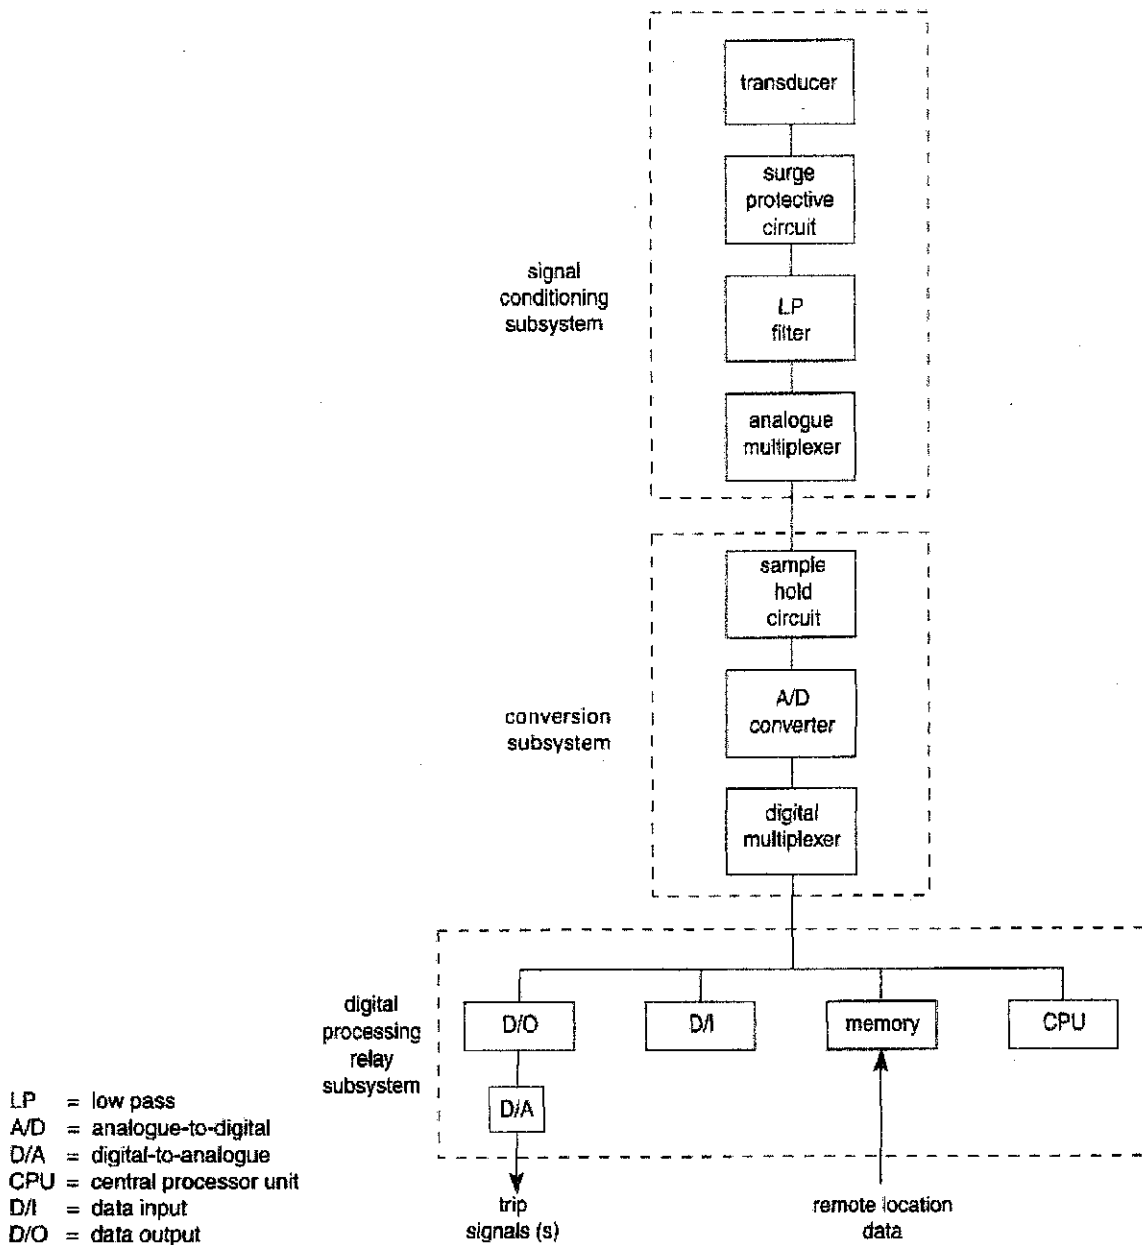 transducer
surge
protective
circuit
signal
conditioning
subsystem
LP
filter
analogue
multiplexer
sample
hold
circuit
conversion
subsystem
A/D
converter
digital
multiplexer
digital
processing
relay
subsystem
D/O
D/I
memory
CPU
D/A
trip
signals (s)
remote location
data
LP = low pass
A/D = analogue-to-digital
D/A = digital-to-analogue
CPU = central processor unit
D/I = data input
D/O = data output